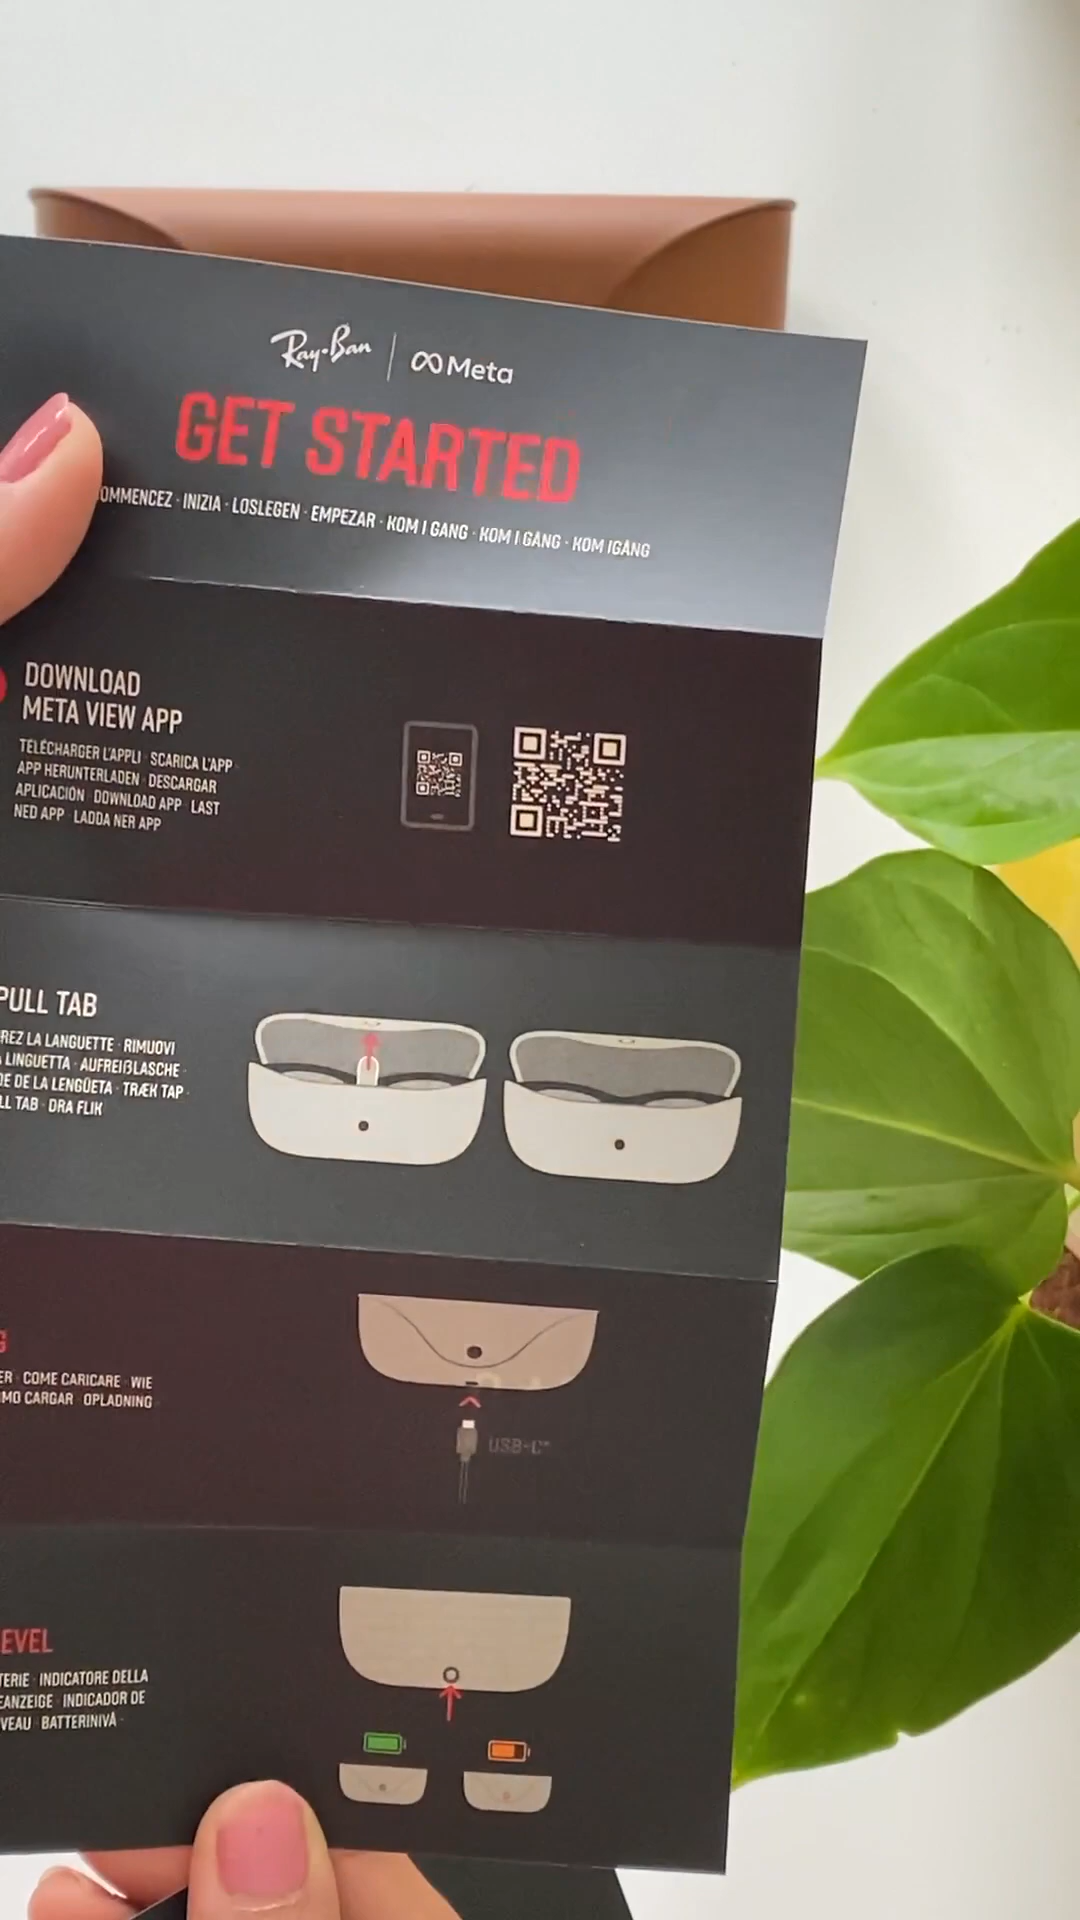 Ray-Ban | Meta
GET STARTED
OMMENCEZ · INIZIA · LOSLEGEN · EMPEZAR · KOM I GANG · KOM I GÅNG · KOM IGÅNG
DOWNLOAD
META VIEW APP
TÉLÉCHARGER L'APPLI · SCARICA L'APP ·
APP HERUNTERLADEN · DESCARGAR
APLICACIÓN · DOWNLOAD APP · LAST
NED APP · LADDA NER APP
PULL TAB
REZ LA LANGUETTE · RIMUOVI
LINGUETTA · AUFREIẞLASCHE ·
DE LA LENGÜETA · TRÆK TAP ·
LL TAB · DRA FLIK
G
ER · COME CARICARE · WIE
MO CARGAR · OPLADNING ·
USB-C™
EVEL
TERIE · INDICATORE DELLA
EANZEIGE · INDICADOR DE
VEAU · BATTERINIVÅ ·